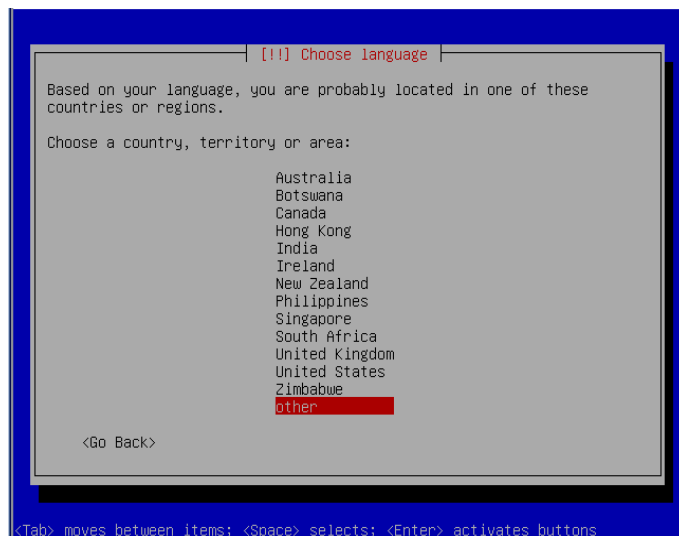 [!!] Choose language
Based on your language, you are probably located in one of these
countries or regions.
Choose a country, territory or area:
Australia
Botswana
Canada
Hong Kong
India
Ireland
New Zealand
Philippines
Singapore
South Africa
United Kingdom
United States
Zimbabwe
other
<Go Back>
<Tab> moves between items; <Space> selects; <Enter> activates buttons